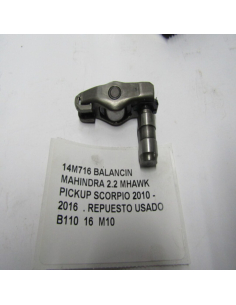 14M716 BALANCIN
MAHINDRA 2.2 MHAWK
PICKUP SCORPIO 2010 -
2016 . REPUESTO USADO
B110 16 M10